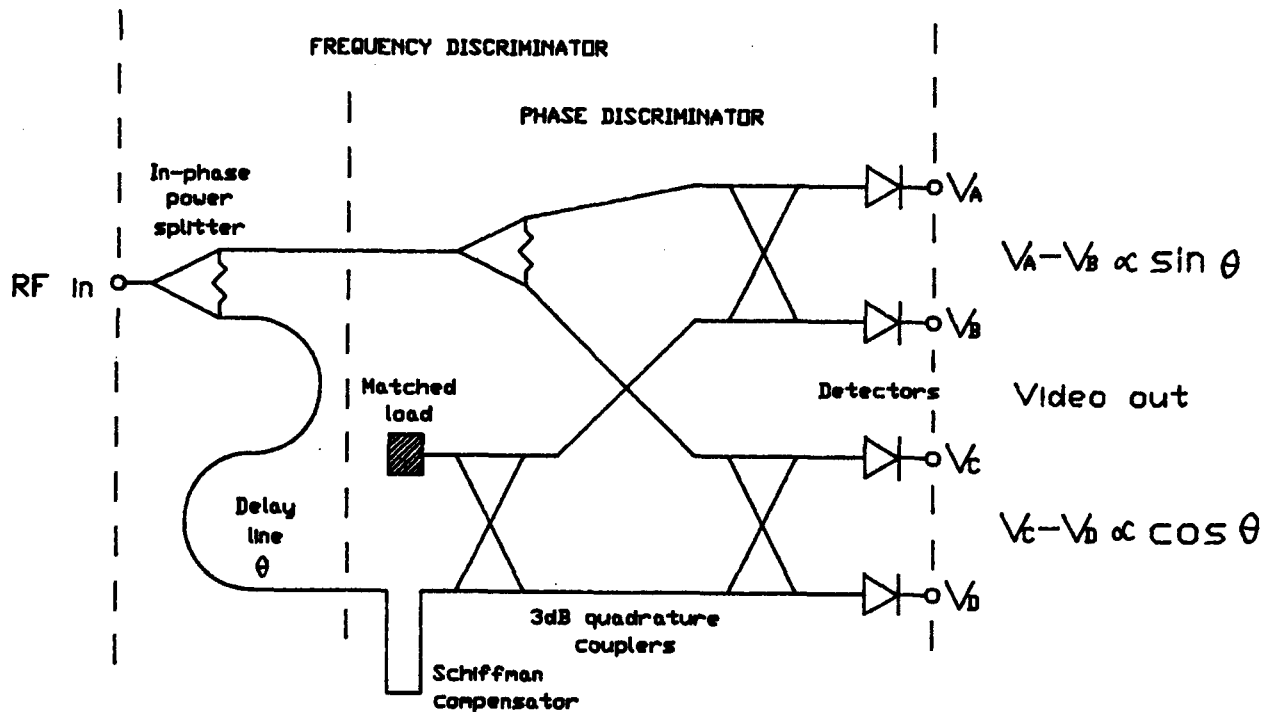 FREQUENCY DISCRIMINATOR
PHASE DISCRIMINATOR
In-phase
power
splitter
RF in
VA
VA-VB ∝ sin θ
VB
Matched
load
Detectors
Video out
VC
Delay
line
θ
VC-VD ∝ cos θ
VD
3dB quadrature
couplers
Schiffman
compensator